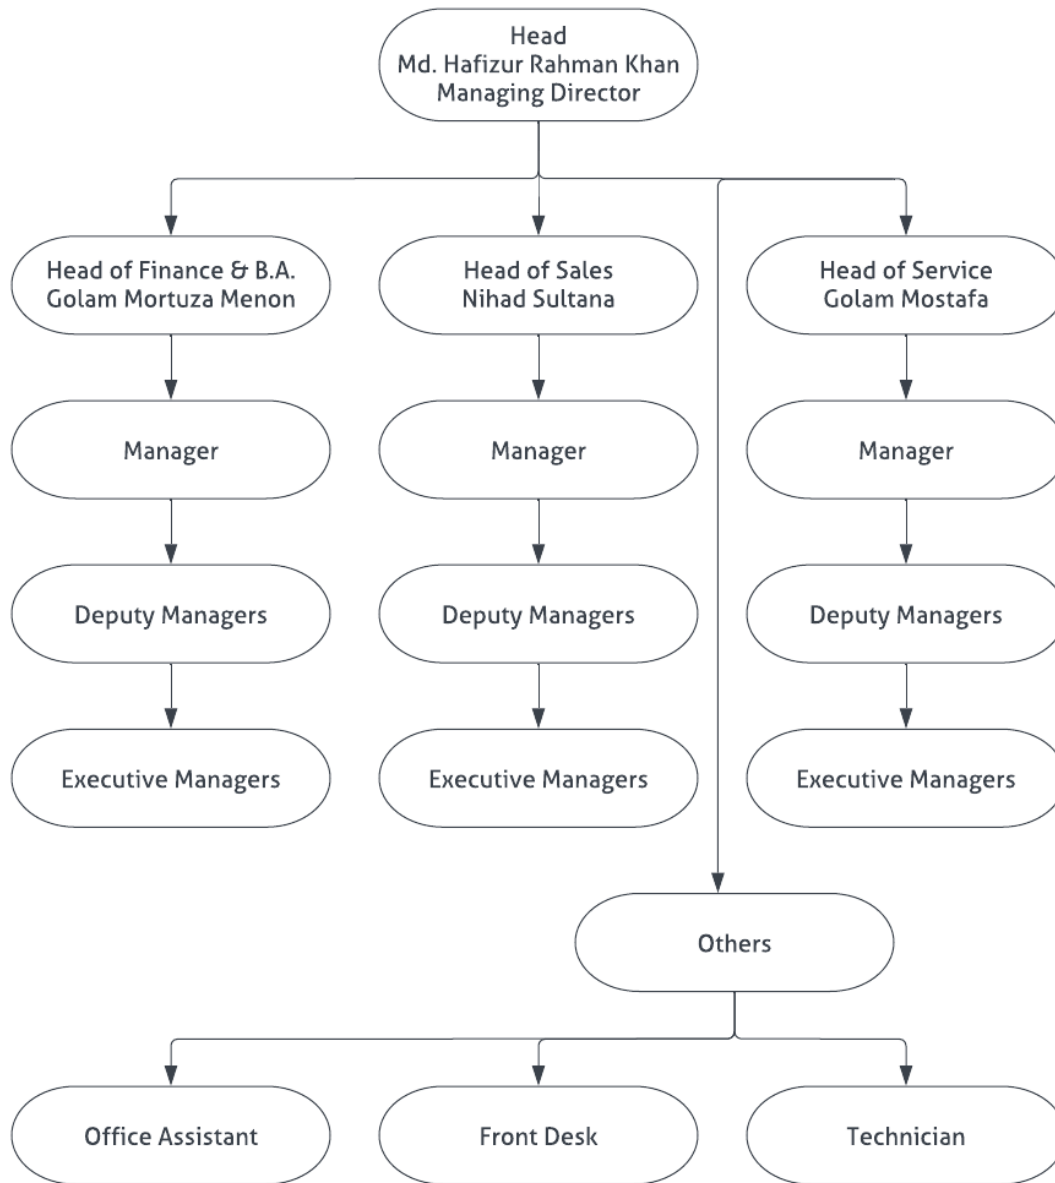 Head
Md. Hafizur Rahman Khan
Managing Director
Head of Finance & B.A.
Golam Mortuza Menon
Head of Sales
Nihad Sultana
Head of Service
Golam Mostafa
Manager
Manager
Manager
Deputy Managers
Deputy Managers
Deputy Managers
Executive Managers
Executive Managers
Executive Managers
Others
Office Assistant
Front Desk
Technician